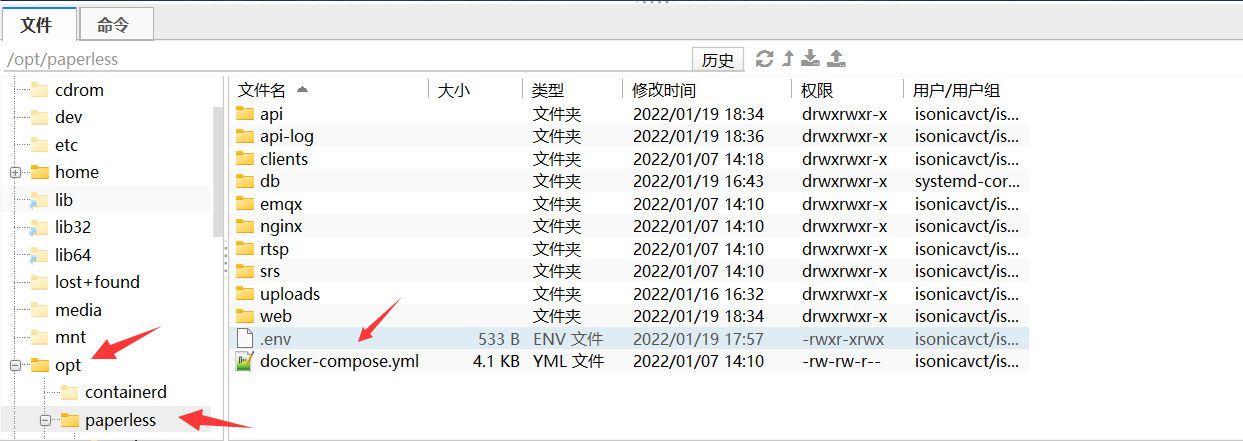 文件 命令
/opt/paperless 历史
cdrom
dev
etc
home
lib
lib32
lib64
lost+found
media
mnt
opt
containerd
paperless
文件名 大小 类型 修改时间 权限 用户/用户组
api 文件夹 2022/01/19 18:34 drwxrwxr-x isonicavct/is...
api-log 文件夹 2022/01/19 18:36 drwxrwxr-x isonicavct/is...
clients 文件夹 2022/01/07 14:18 drwxrwxr-x isonicavct/is...
db 文件夹 2022/01/19 16:43 drwxrwxr-x systemd-cor...
emqx 文件夹 2022/01/07 14:10 drwxrwxr-x isonicavct/is...
nginx 文件夹 2022/01/07 14:10 drwxrwxr-x isonicavct/is...
rtsp 文件夹 2022/01/07 14:10 drwxrwxr-x isonicavct/is...
srs 文件夹 2022/01/07 14:10 drwxrwxr-x isonicavct/is...
uploads 文件夹 2022/01/16 16:32 drwxrwxr-x isonicavct/is...
web 文件夹 2022/01/19 18:34 drwxrwxr-x isonicavct/is...
.env 533 B ENV 文件 2022/01/19 17:57 -rwxr-xrwx isonicavct/is...
docker-compose.yml 4.1 KB YML 文件 2022/01/07 14:10 -rw-rw-r-- isonicavct/is...